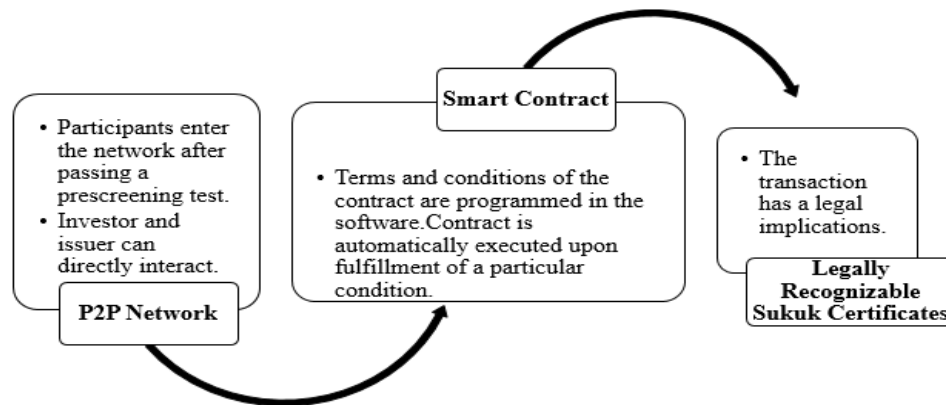 • Participants enter
the network after
passing a
prescreening test.
• Investor and
issuer can
directly interact.
P2P Network
Smart Contract
• Terms and conditions of the
contract are programmed in the
software.Contract is
automatically executed upon
fulfillment of a particular
condition.
• The
transaction
has a legal
implications.
Legally
Recognizable
Sukuk Certificates